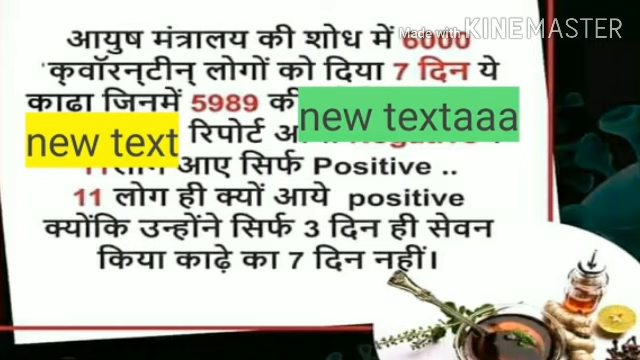 Made with KINEMASTER
आयुष मंत्रालय की शोध में 6000
'क्वॉरन्टीन् लोगों को दिया 7 दिन ये
काढा जिनमें 5989 की
new textaaa
new text रिपोर्ट
आए सिर्फ Positive ..
11 लोग ही क्यों आये positive
क्योंकि उन्होंने सिर्फ 3 दिन ही सेवन
किया काढ़े का 7 दिन नहीं।